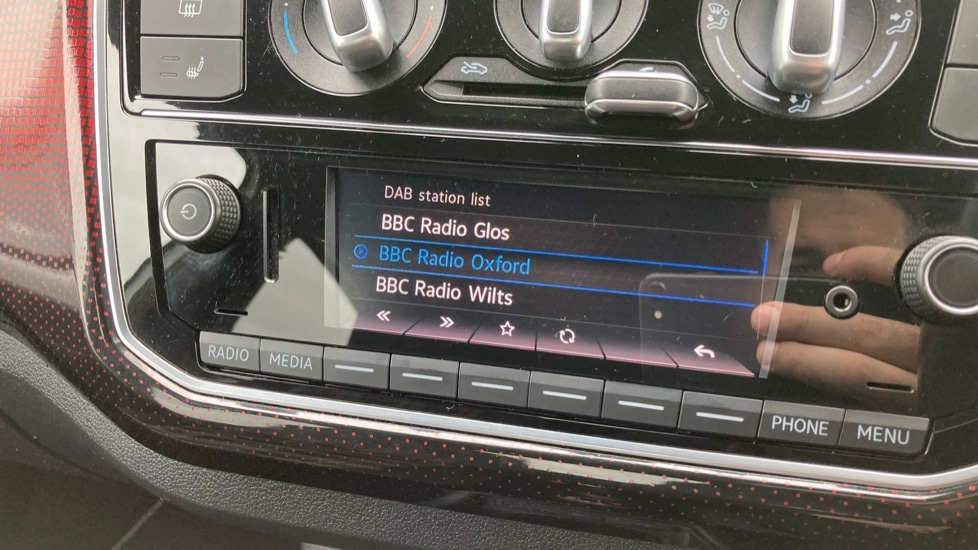 DAB station list
BBC Radio Glos
BBC Radio Oxford
BBC Radio Wilts
RADIO
MEDIA
PHONE
MENU